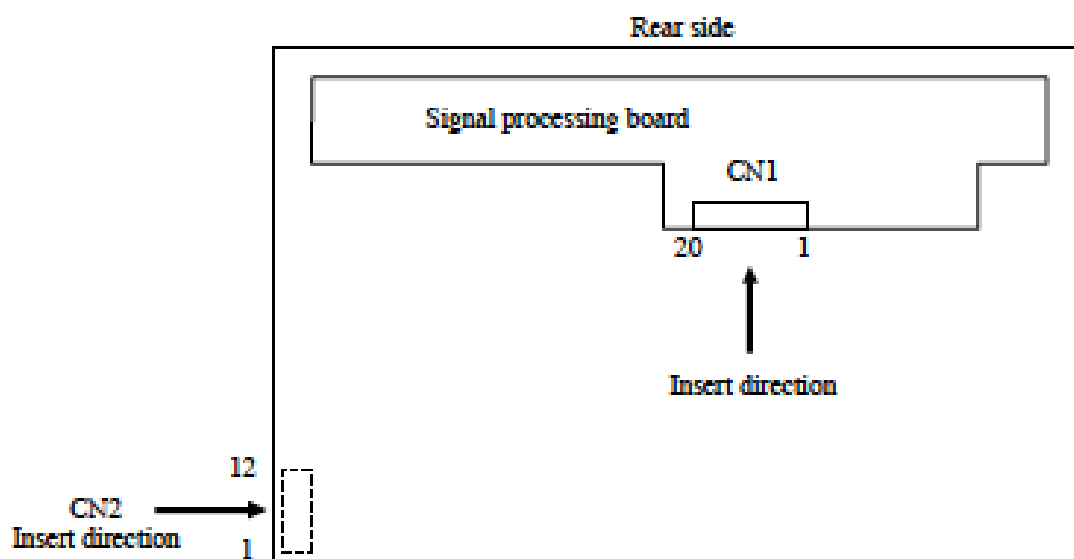 Rear side
Signal processing board
CN1
20
1
Insert direction
12
CN2
Insert direction
1